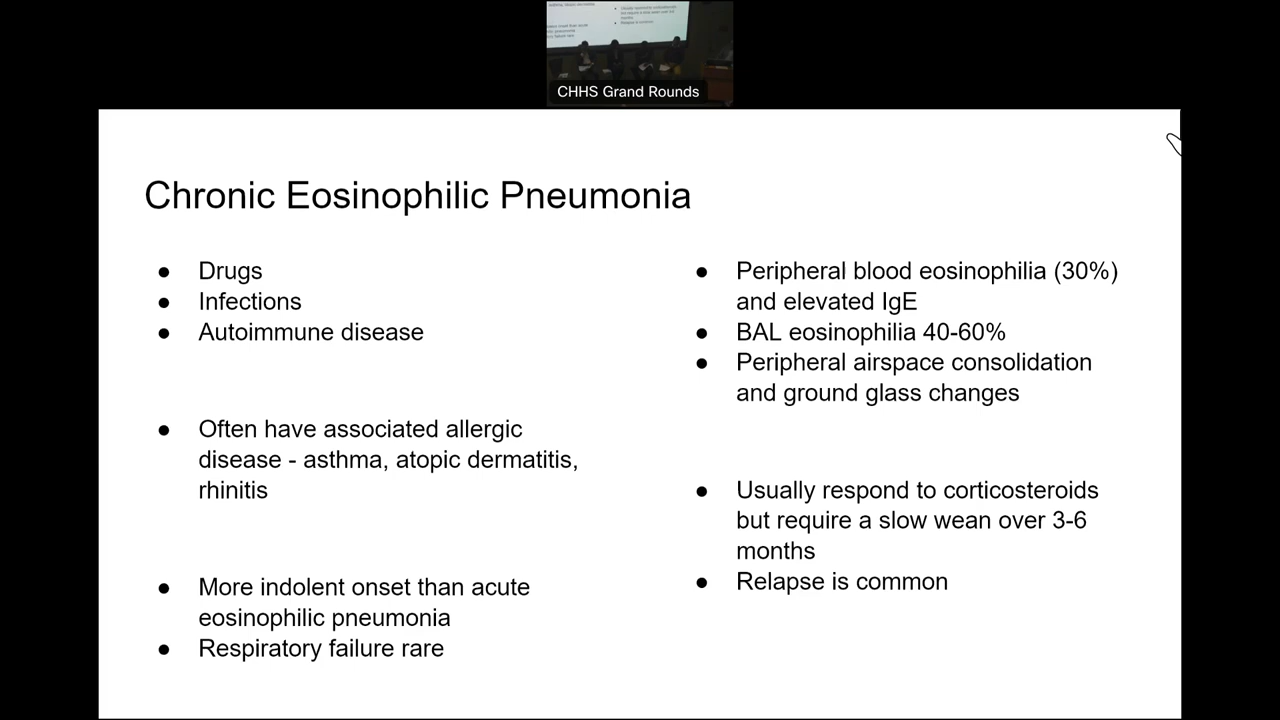 CHHS Grand Rounds
Chronic Eosinophilic Pneumonia
● Drugs
● Infections
● Autoimmune disease
● Often have associated allergic
disease - asthma, atopic dermatitis,
rhinitis
● More indolent onset than acute
eosinophilic pneumonia
● Respiratory failure rare
● Peripheral blood eosinophilia (30%)
and elevated IgE
● BAL eosinophilia 40-60%
● Peripheral airspace consolidation
and ground glass changes
● Usually respond to corticosteroids
but require a slow wean over 3-6
months
● Relapse is common